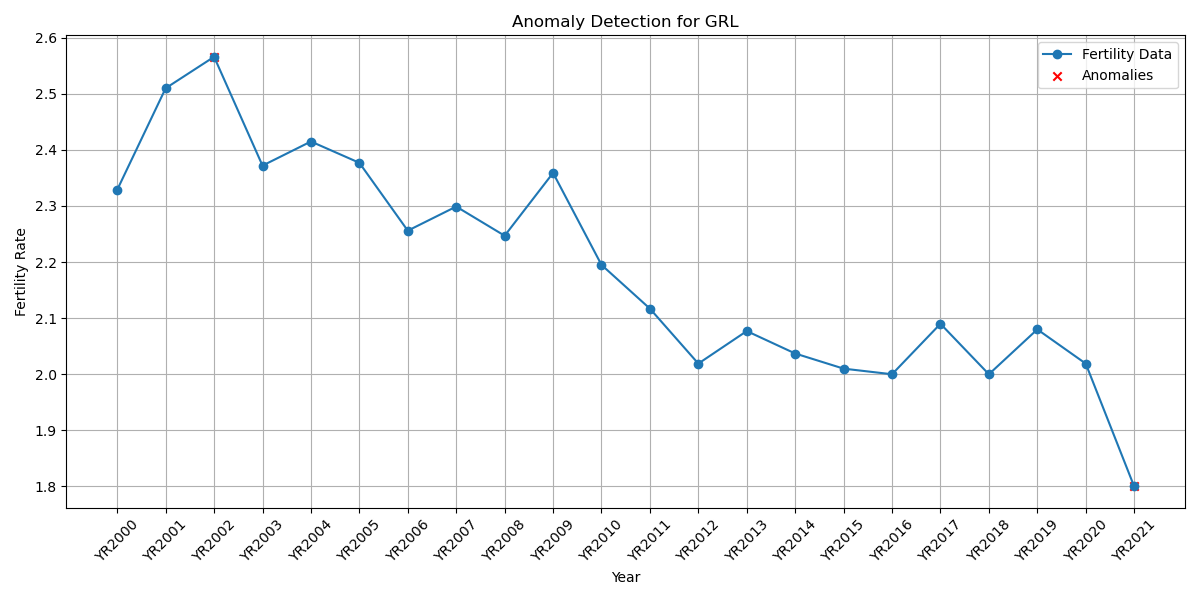 Anomaly Detection for GRL
Fertility Data
Anomalies
Fertility Rate
2.6
2.5
2.4
2.3
2.2
2.1
2.0
1.9
1.8
YR2000
YR2001
YR2002
YR2003
YR2004
YR2005
YR2006
YR2007
YR2008
YR2009
YR2010
YR2011
YR2012
YR2013
YR2014
YR2015
YR2016
YR2017
YR2018
YR2019
YR2020
YR2021
Year